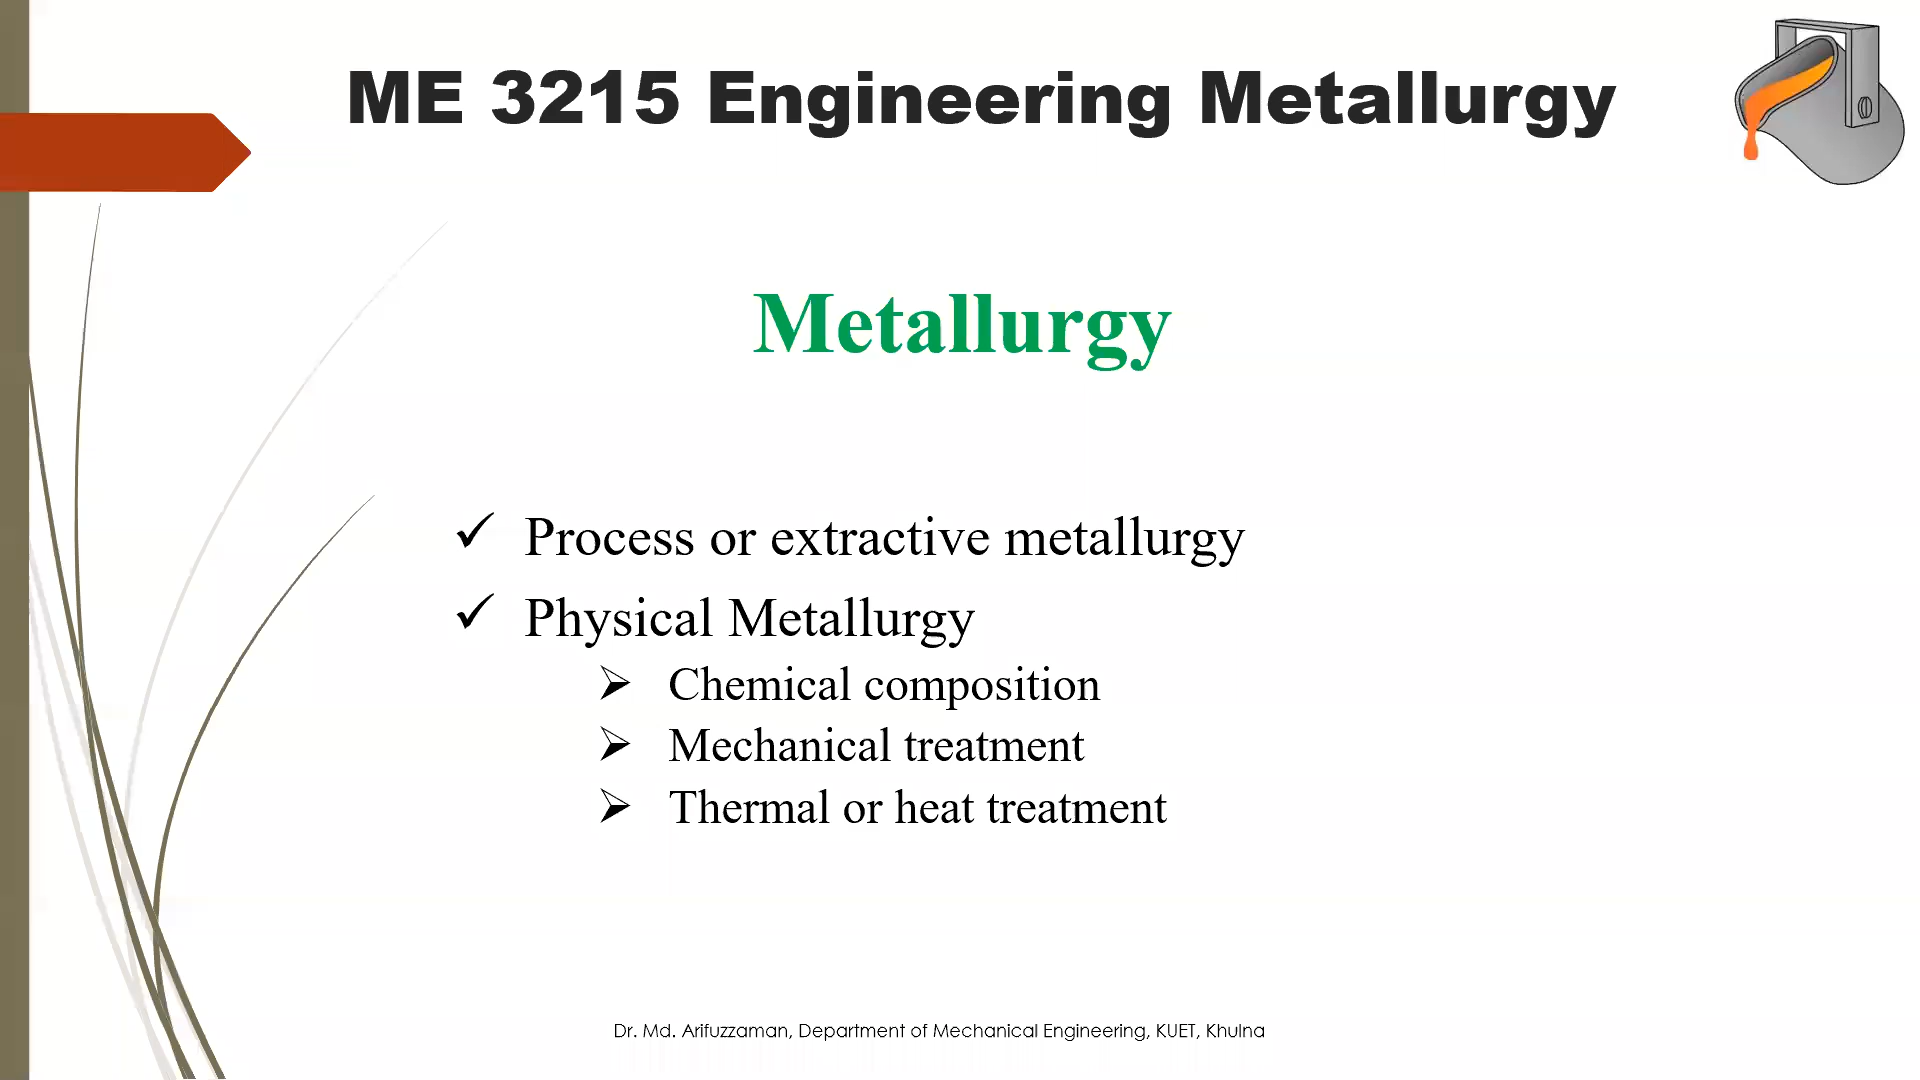 ME 3215 Engineering Metallurgy
Metallurgy
✓ Process or extractive metallurgy
✓ Physical Metallurgy
➢ Chemical composition
➢ Mechanical treatment
➢ Thermal or heat treatment
Dr. Md. Arifuzzaman, Department of Mechanical Engineering, KUET, Khulna